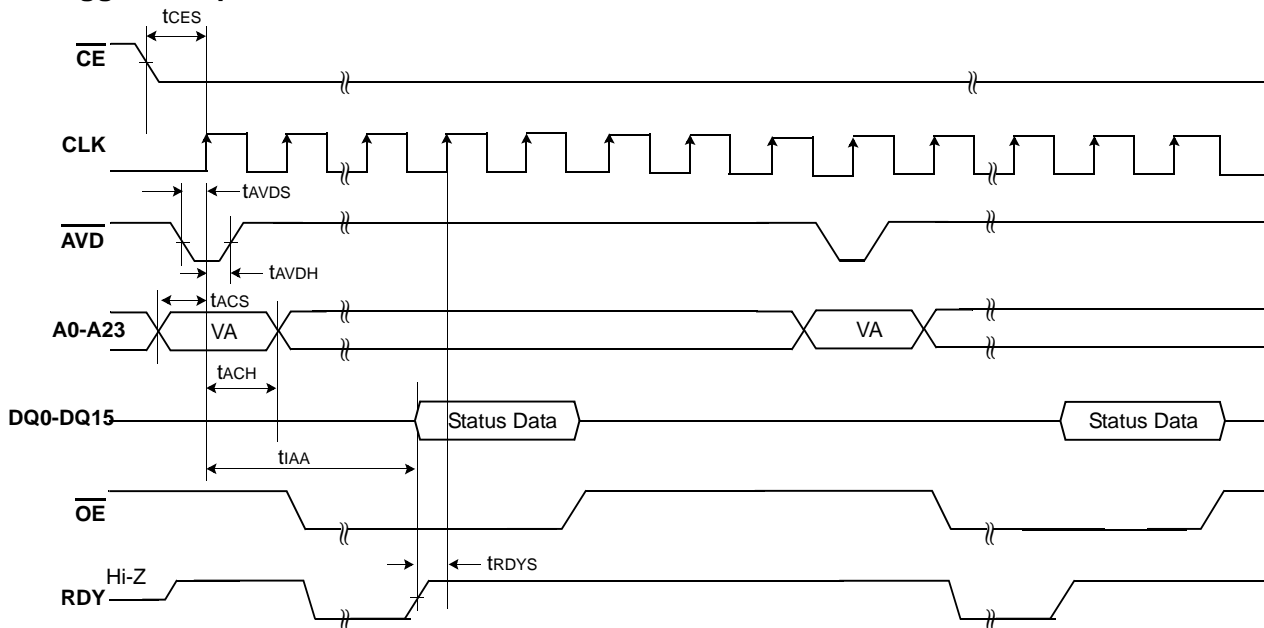 tCES
CE
CLK
tAVDS
AVD
tAVDH
tACS
A0-A23
VA
VA
tACH
DQ0-DQ15
Status Data
Status Data
tIAA
OE
tRDYS
Hi-Z
RDY